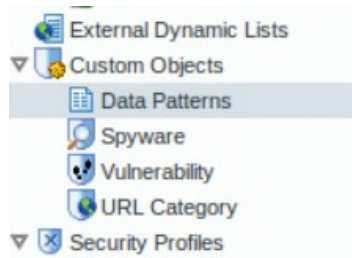 External Dynamic Lists
Custom Objects
Data Patterns
Spyware
Vulnerability
URL Category
Security Profiles